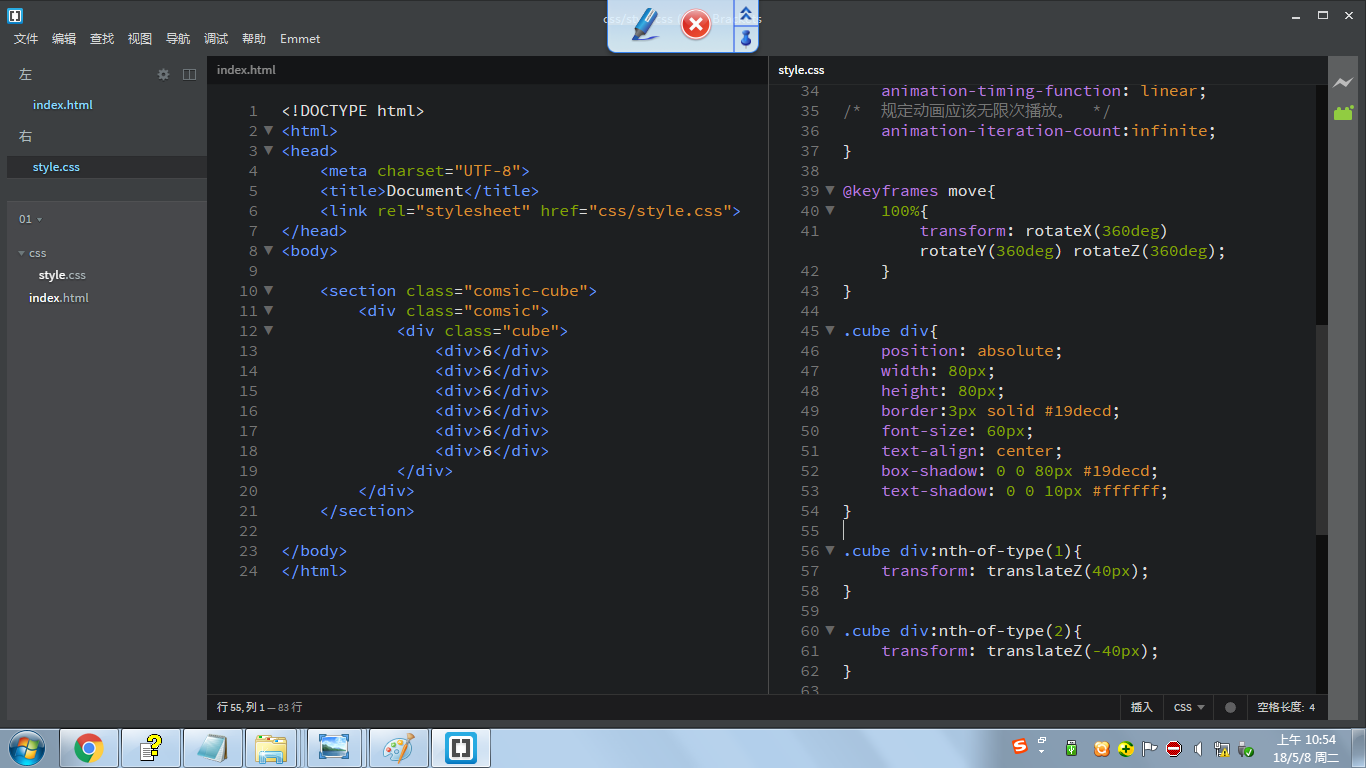 文件 编辑 查找 视图 导航 调试 帮助 Emmet
左
index.html
右
style.css
01
css
style.css
index.html
index.html
1 <!DOCTYPE html>
2 <html>
3 <head>
4 <meta charset="UTF-8">
5 <title>Document</title>
6 <link rel="stylesheet" href="css/style.css">
7 </head>
8 <body>
9
10 <section class="comsic-cube">
11 <div class="comsic">
12 <div class="cube">
13 <div>6</div>
14 <div>6</div>
15 <div>6</div>
16 <div>6</div>
17 <div>6</div>
18 <div>6</div>
19 </div>
20 </div>
21 </section>
22
23 </body>
24 </html>
style.css
34 animation-timing-function: linear;
35 /* 规定动画应该无限次播放。 */
36 animation-iteration-count:infinite;
37 }
38
39 @keyframes move{
40 100%{
41 transform: rotateX(360deg)
rotateY(360deg) rotateZ(360deg);
42 }
43 }
44
45 .cube div{
46 position: absolute;
47 width: 80px;
48 height: 80px;
49 border:3px solid #19decd;
50 font-size: 60px;
51 text-align: center;
52 box-shadow: 0 0 80px #19decd;
53 text-shadow: 0 0 10px #ffffff;
54 }
55
56 .cube div:nth-of-type(1){
57 transform: translateZ(40px);
58 }
59
60 .cube div:nth-of-type(2){
61 transform: translateZ(-40px);
62 }
63
行 55, 列 1 — 83 行
插入 CSS 空格长度: 4
上午 10:54
18/5/8 周二